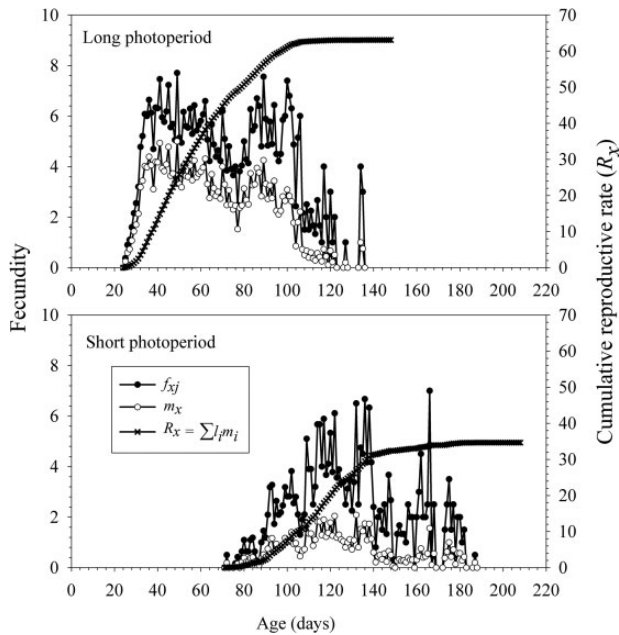 Long photoperiod
10
8
6
4
2
0
70
60
50
40
30
20
10
0
0 20 40 60 80 100 120 140 160 180 200 220
Fecundity
Cumulative reproductive rate (Rx)
Short photoperiod
fxj
mx
Rx = ∑limi
10
8
6
4
2
0
70
60
50
40
30
20
10
0
0 20 40 60 80 100 120 140 160 180 200 220
Age (days)